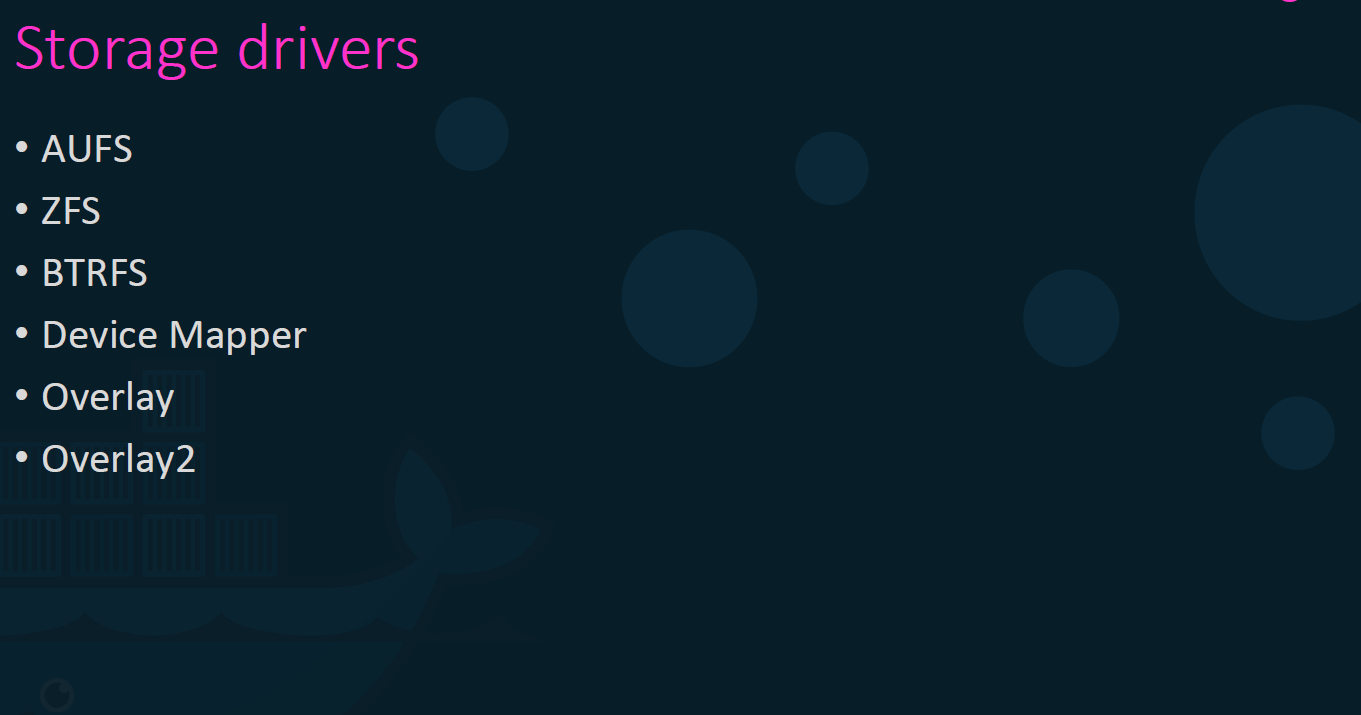 Storage drivers
• AUFS
• ZFS
• BTRFS
• Device Mapper
• Overlay
• Overlay2